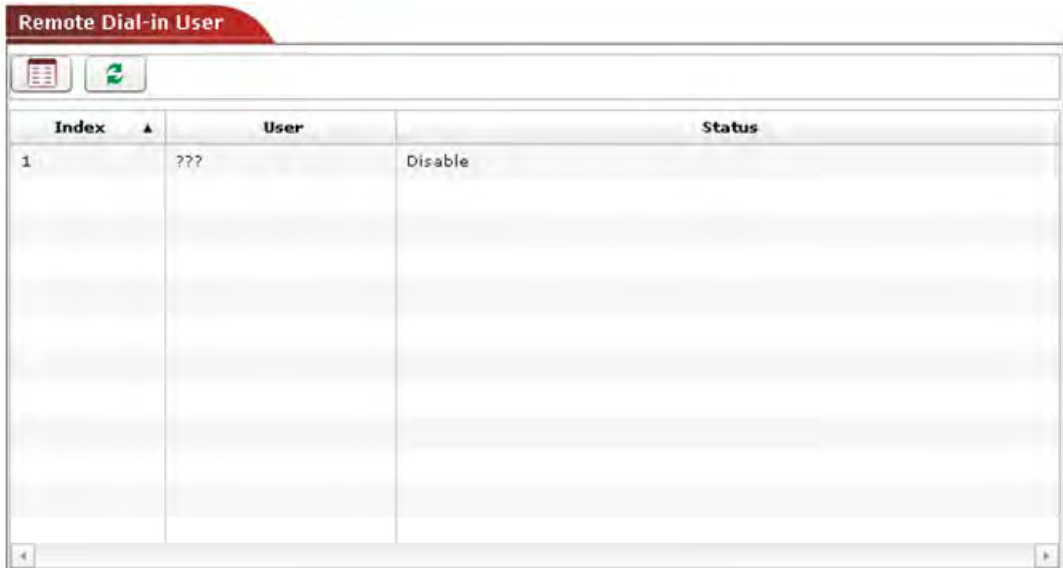 Remote Dial-in User
Index ▲ User Status
1 ??? Disable